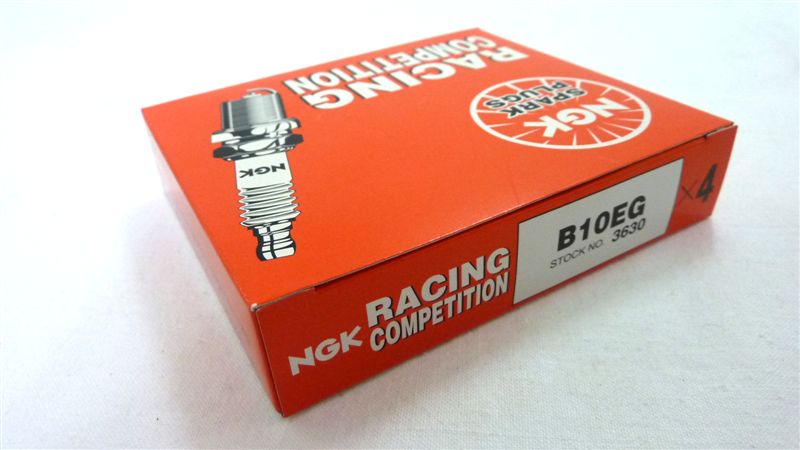 RACING
COMPETITION
NGK
SPARK
PLUGS
NGK
NGK
RACING
COMPETITION
B10EG
STOCK NO. 3630
×4